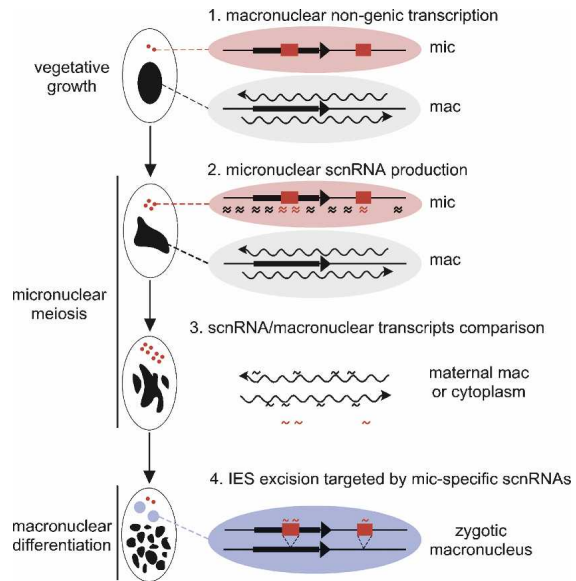 1. macronuclear non-genic transcription
mic
vegetative
growth
mac
2. micronuclear scnRNA production
mic
mac
micronuclear
meiosis
3. scnRNA/macronuclear transcripts comparison
maternal mac
or cytoplasm
4. IES excision targeted by mic-specific scnRNAs
macronuclear
differentiation
zygotic
macronucleus